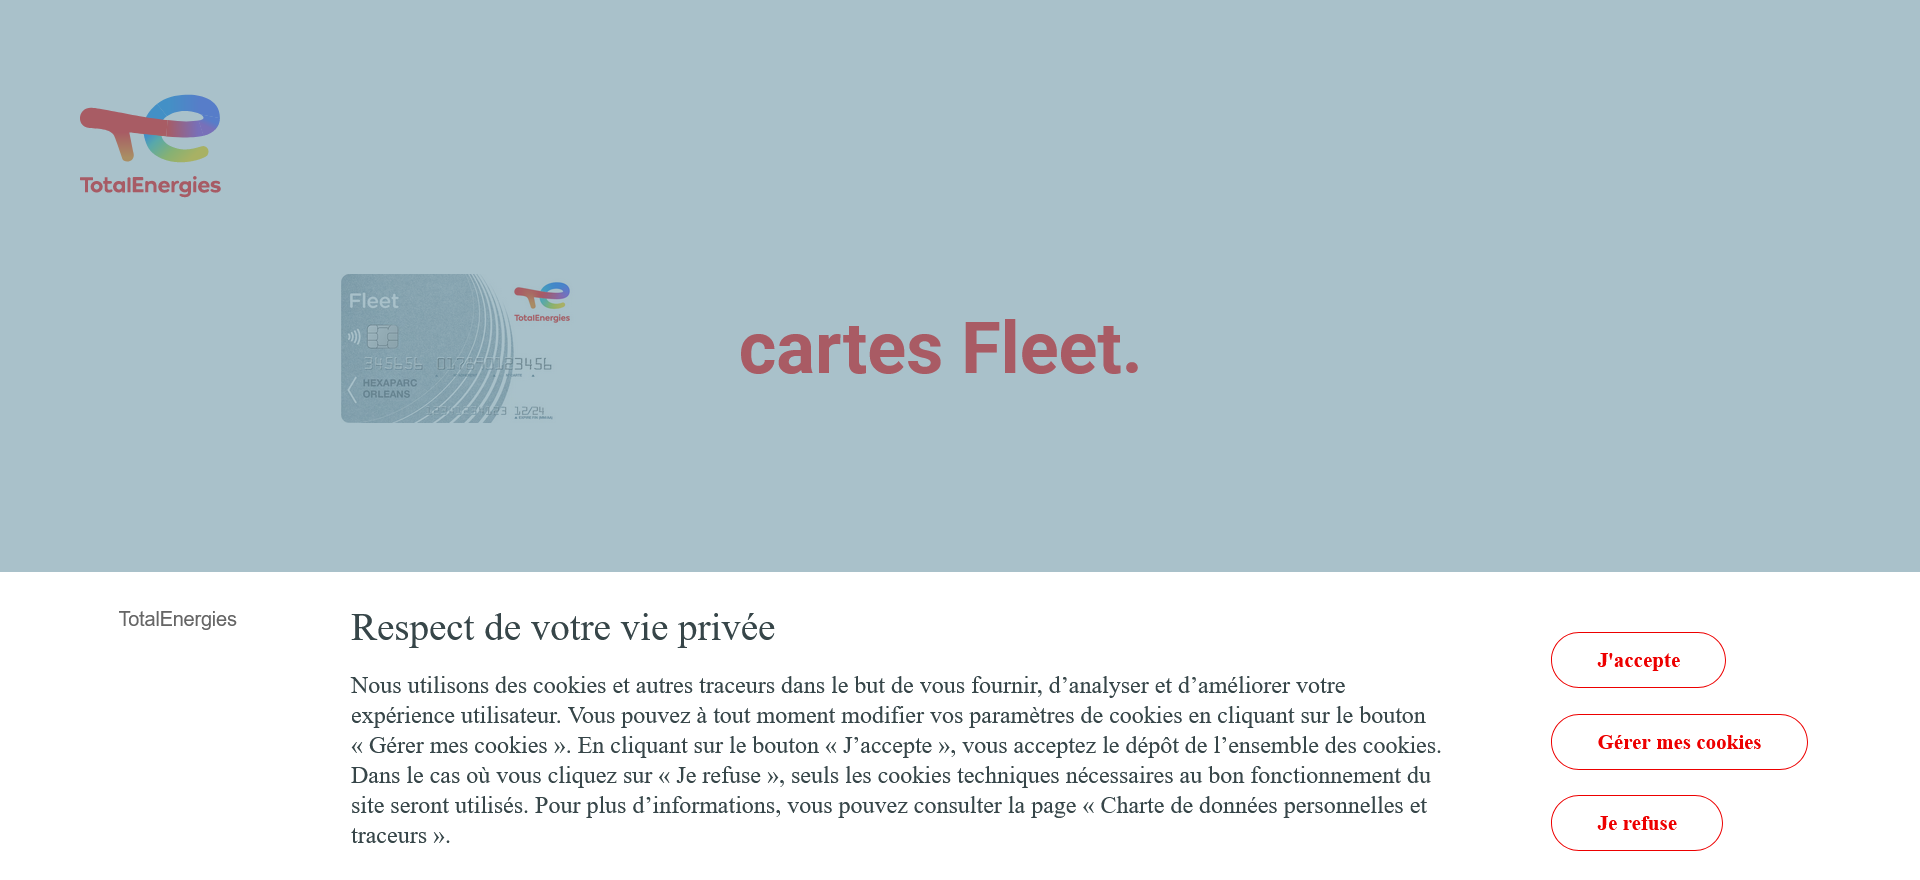 TotalEnergies
Fleet
TotalEnergies
HEXAPARC
ORLEANS
12/24
cartes Fleet.
TotalEnergies
Respect de votre vie privée
Nous utilisons des cookies et autres traceurs dans le but de vous fournir, d’analyser et d’améliorer votre
expérience utilisateur. Vous pouvez à tout moment modifier vos paramètres de cookies en cliquant sur le bouton
« Gérer mes cookies ». En cliquant sur le bouton « J’accepte », vous acceptez le dépôt de l’ensemble des cookies.
Dans le cas où vous cliquez sur « Je refuse », seuls les cookies techniques nécessaires au bon fonctionnement du
site seront utilisés. Pour plus d’informations, vous pouvez consulter la page « Charte de données personnelles et
traceurs ».
J'accepte
Gérer mes cookies
Je refuse